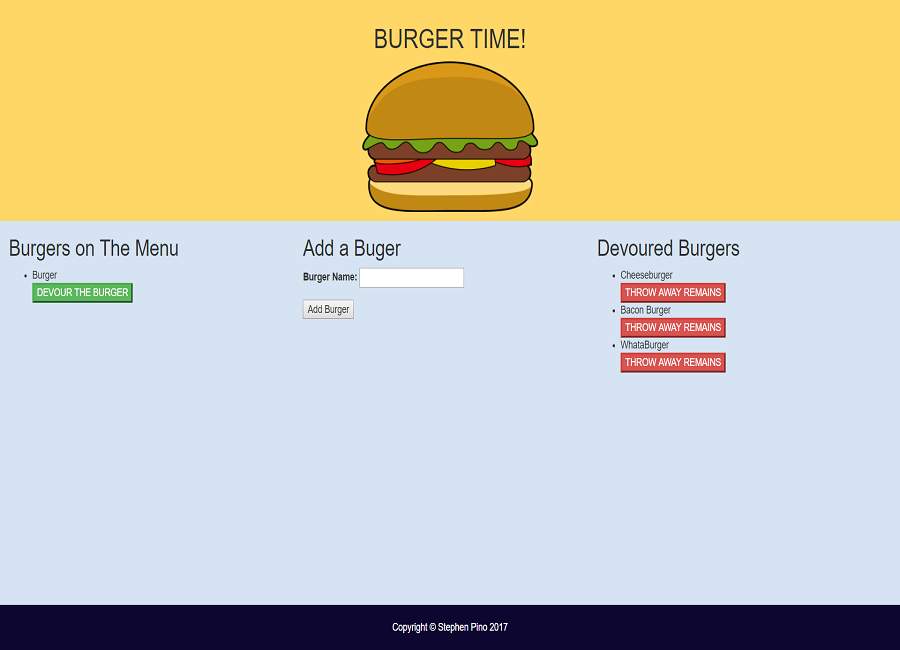 BURGER TIME!
Burgers on The Menu
Burger
DEVOUR THE BURGER
Add a Buger
Burger Name:
Add Burger
Devoured Burgers
Cheeseburger
THROW AWAY REMAINS
Bacon Burger
THROW AWAY REMAINS
WhataBurger
THROW AWAY REMAINS
Copyright © Stephen Pino 2017